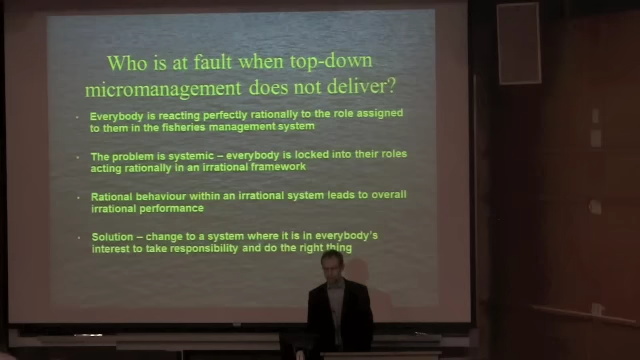 Who is at fault when top-down
micromanagement does not deliver?
Everybody is reacting perfectly rationally to the role assigned
to them in the fisheries management system
The problem is systemic – everybody is locked into their roles
acting rationally in an irrational framework
Rational behaviour within an irrational system leads to overall
irrational performance
Solution – change to a system where it is in everybody's
interest to take responsibility and do the right thing